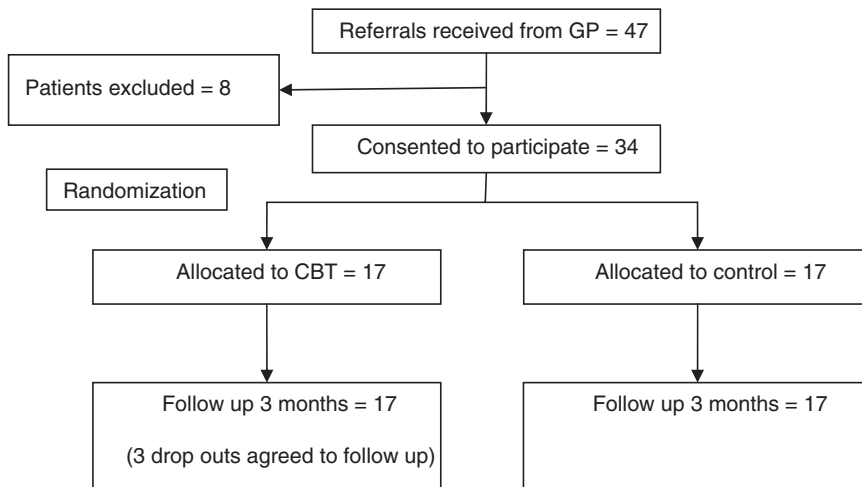 Referrals received from GP = 47
Patients excluded = 8
Consented to participate = 34
Randomization
Allocated to CBT = 17
Allocated to control = 17
Follow up 3 months = 17
(3 drop outs agreed to follow up)
Follow up 3 months = 17